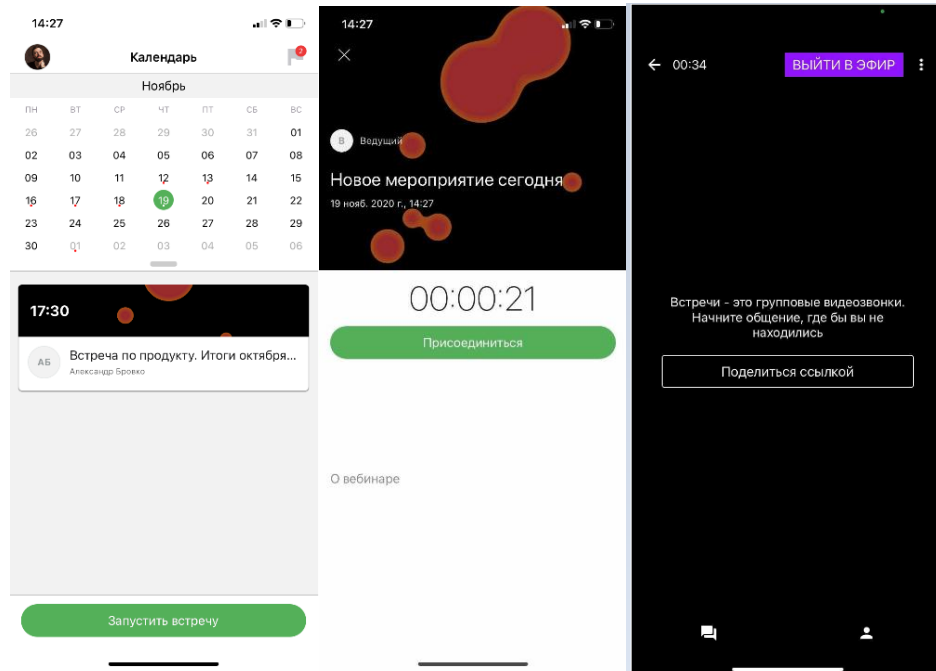 14:27
Календарь
2
Ноябрь
ПН ВТ СР ЧТ ПТ СБ ВС
26 27 28 29 30 31 01
02 03 04 05 06 07 08
09 10 11 12 13 14 15
16 17 18 19 20 21 22
23 24 25 26 27 28 29
30 01 02 03 04 05 06
17:30
АБ
Встреча по продукту. Итоги октября...
Александр Бровко
Запустить встречу
14:27
В Ведущий
Новое мероприятие сегодня
19 нояб. 2020 г., 14:27
00:00:21
Присоединиться
О вебинаре
00:34 ВЫЙТИ В ЭФИР
Встречи - это групповые видеозвонки.
Начните общение, где бы вы не
находились
Поделиться ссылкой